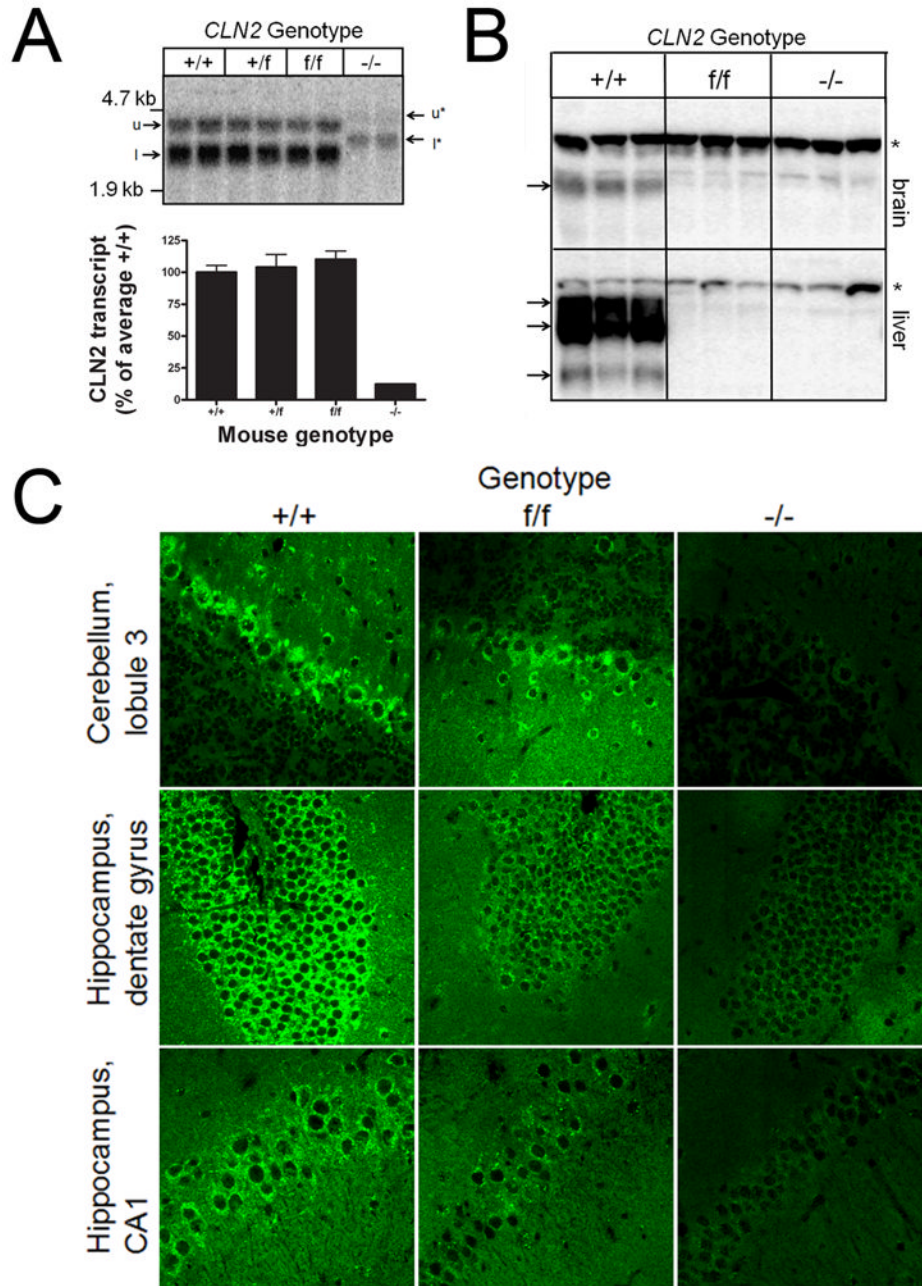 A
CLN2 Genotype
+/+ +/f f/f -/-
4.7 kb
u
u*
l
l*
1.9 kb
CLN2 transcript
(% of average +/+)
125
100
75
50
25
0
+/+ +/f f/f -/-
Mouse genotype
B
CLN2 Genotype
+/+ f/f -/-
*
brain
*
liver
C
Genotype
+/+ f/f -/-
Cerebellum,
lobule 3
Hippocampus,
dentate gyrus
Hippocampus,
CA1